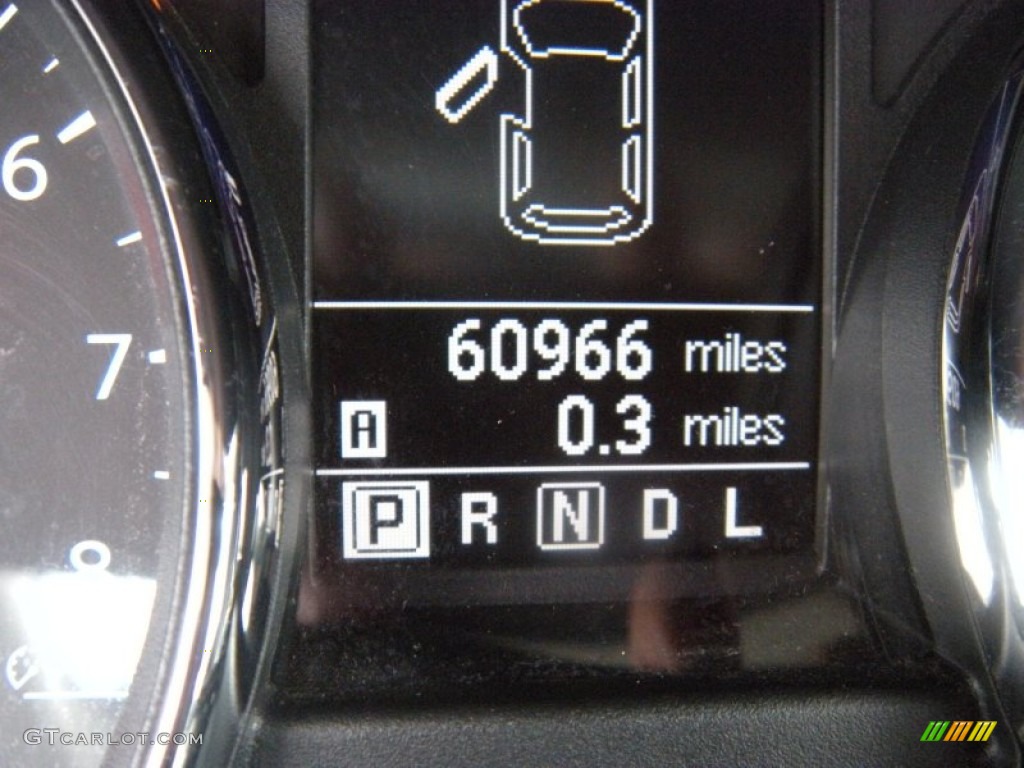 6
7
8
60966 miles
A 0.3 miles
P R N D L
GTCARLOT.COM